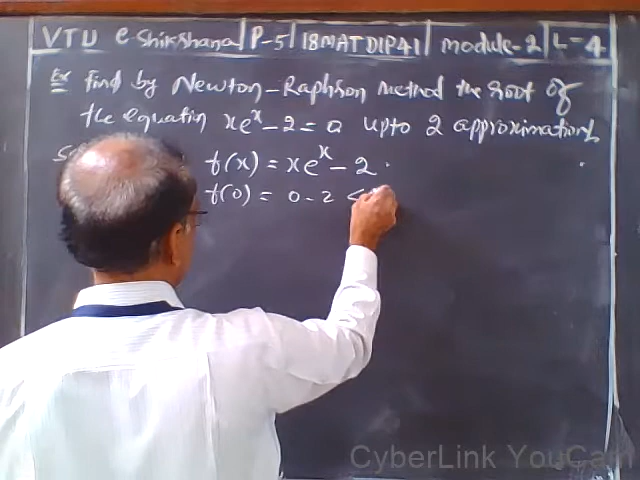 VTU e-Shikshana | P-5 | 18MATDIP41 | module-2 | L-4
Ex find by Newton-Raphson method the root of
the equatin xe^x - 2 = 0 upto 2 approximations
f(x) = xe^x - 2 .
f(0) = 0 - 2 <
CyberLink YouCam